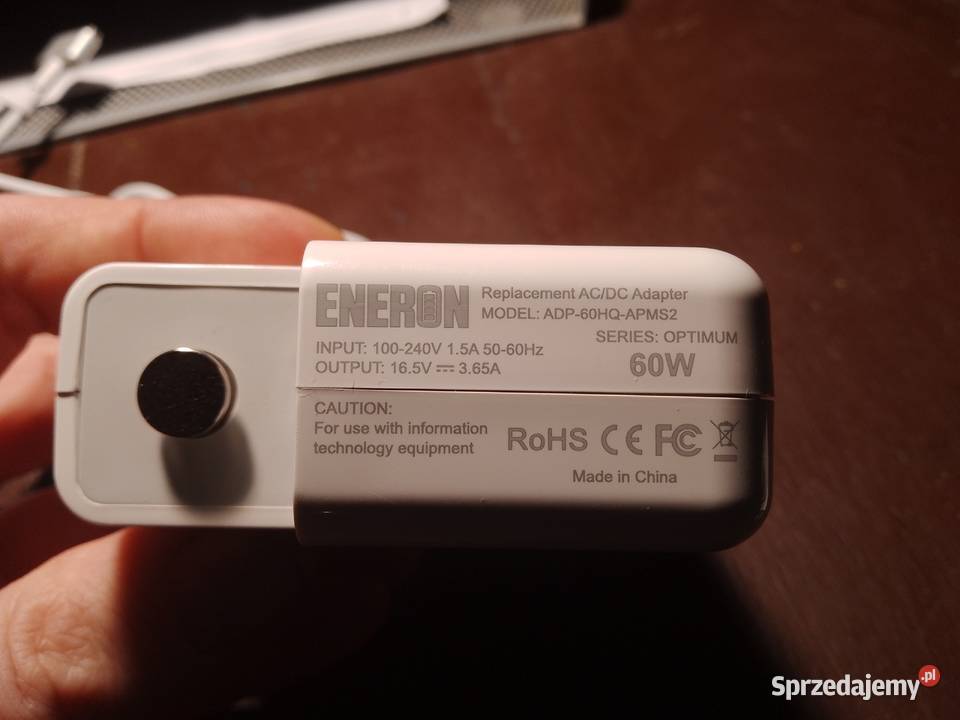 ENERON
Replacement AC/DC Adapter
MODEL: ADP-60HQ-APMS2
SERIES: OPTIMUM
INPUT: 100-240V 1.5A 50-60Hz
OUTPUT: 16.5V ⎓ 3.65A
60W
CAUTION:
For use with information
technology equipment
RoHS CE FC
Made in China
Sprzedajemy.pl